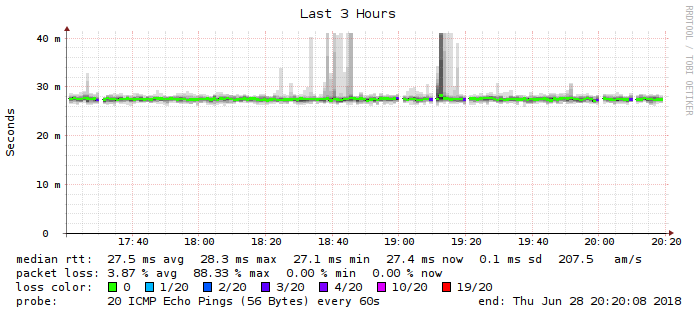 Last 3 Hours
RRDTOOL / TOBI OETIKER
Seconds
40 m
30 m
20 m
10 m
0
17:40 18:00 18:20 18:40 19:00 19:20 19:40 20:00 20:20
median rtt: 27.5 ms avg 28.3 ms max 27.1 ms min 27.4 ms now 0.1 ms sd 207.5 am/s
packet loss: 3.87 % avg 88.33 % max 0.00 % min 0.00 % now
loss color: 0 1/20 2/20 3/20 4/20 10/20 19/20
probe: 20 ICMP Echo Pings (56 Bytes) every 60s end: Thu Jun 28 20:20:08 2018